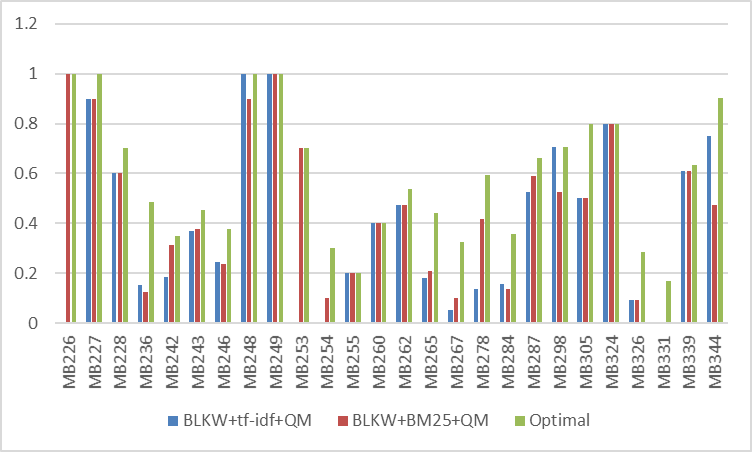 1.2
1
0.8
0.6
0.4
0.2
0
MB226
MB227
MB228
MB236
MB242
MB243
MB246
MB248
MB249
MB253
MB254
MB255
MB260
MB262
MB265
MB267
MB278
MB284
MB287
MB298
MB305
MB324
MB326
MB331
MB339
MB344
BLKW+tf-idf+QM BLKW+BM25+QM Optimal